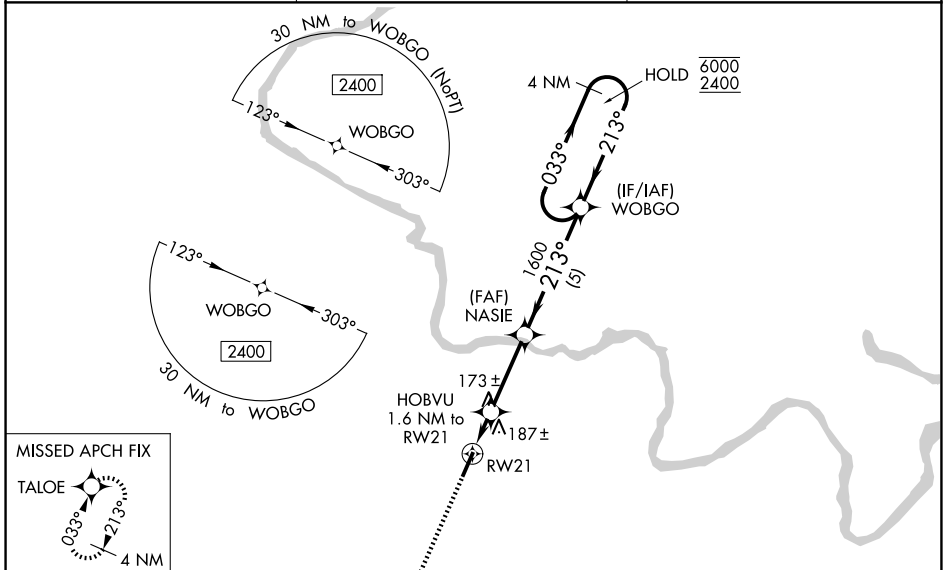 30 NM to WOBGO (NoPT)
2400
123°
WOBGO
303°
4 NM
HOLD
6000
2400
033°
213°
(IF/IAF)
WOBGO
1600
213°
(5)
123°
WOBGO
303°
2400
30 NM to WOBGO
(FAF)
NASIE
173±
HOBVU
1.6 NM to
RW21
187±
RW21
MISSED APCH FIX
TALOE
033°
213°
4 NM